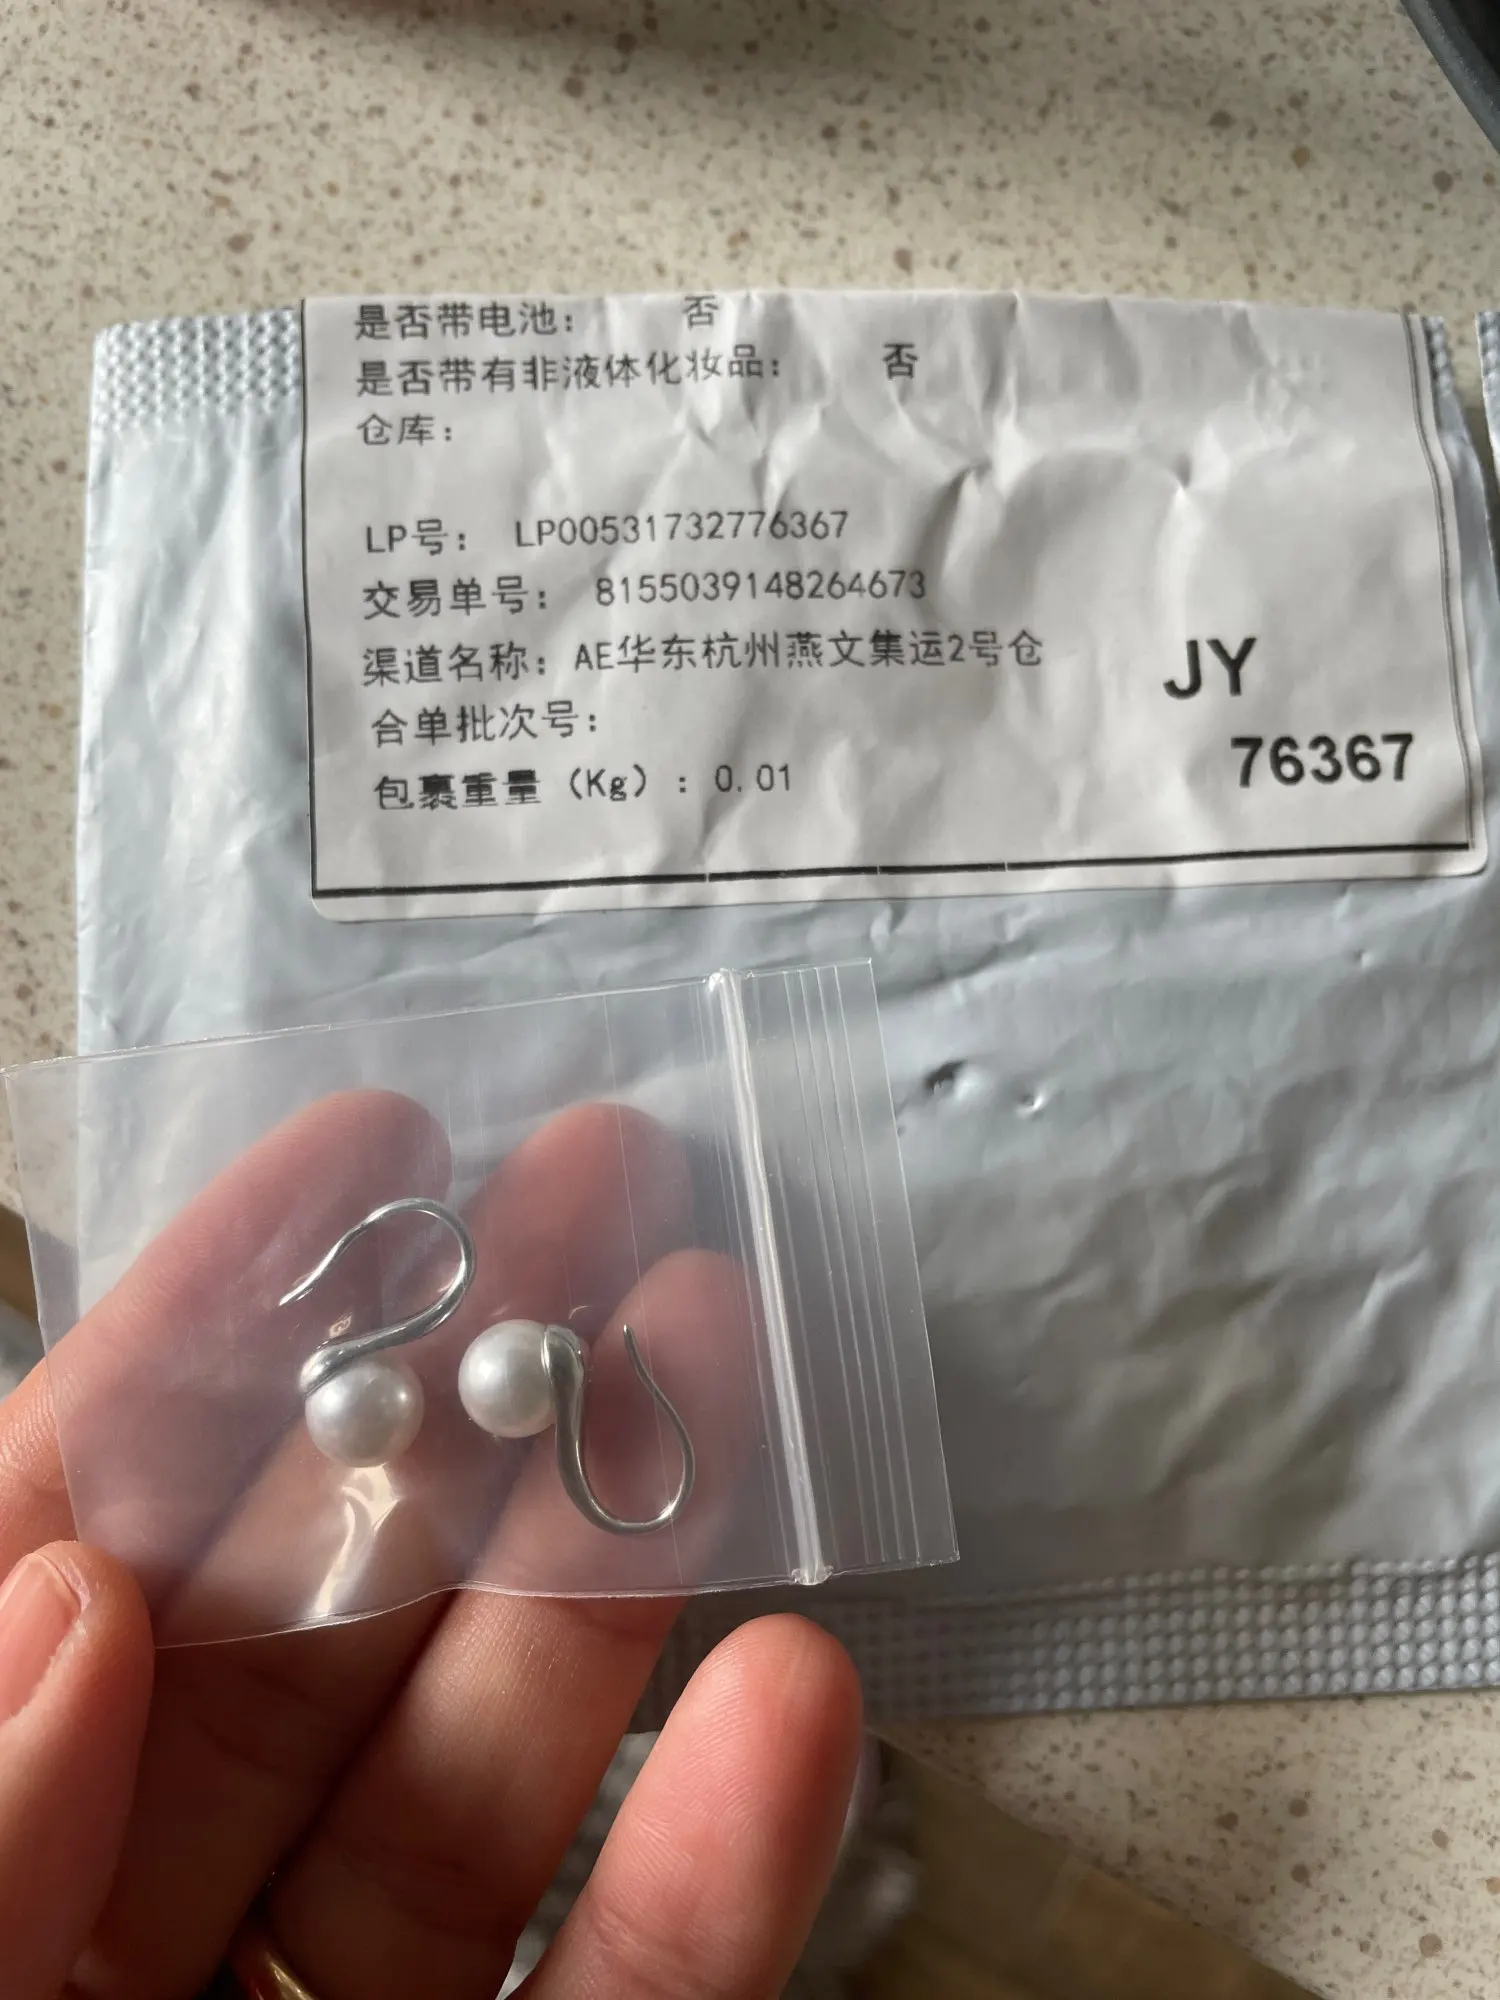 是否带电池： 否
是否带有非液体化妆品： 否
仓库：
LP号： LP00531732776367
交易单号： 8155039148264673
渠道名称：AE华东杭州燕文集运2号仓
合单批次号：
包裹重量（Kg）：0.01
JY
76367